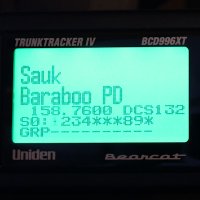 TRUNKTRACKER IV BCD996XT
Sauk
Baraboo PD
158.7600 DCS132
S0:-234***89*
GRP----------
Uniden Bearcat